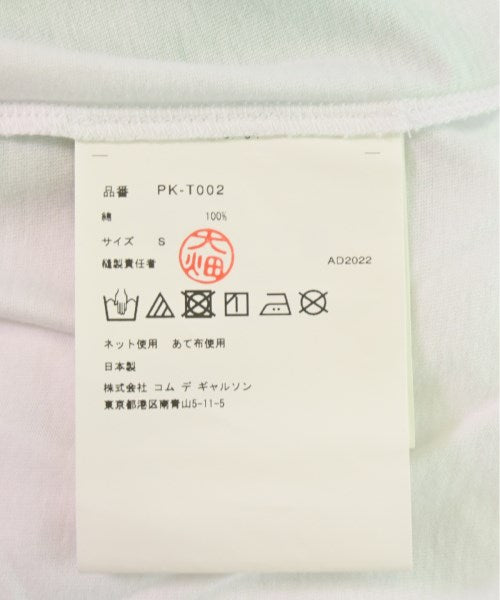 品番 PK-T002
綿 100%
サイズ S
縫製責任者
大畑
AD2022
ネット使用 あて布使用
日本製
株式会社 コム デ ギャルソン
東京都港区南青山5-11-5